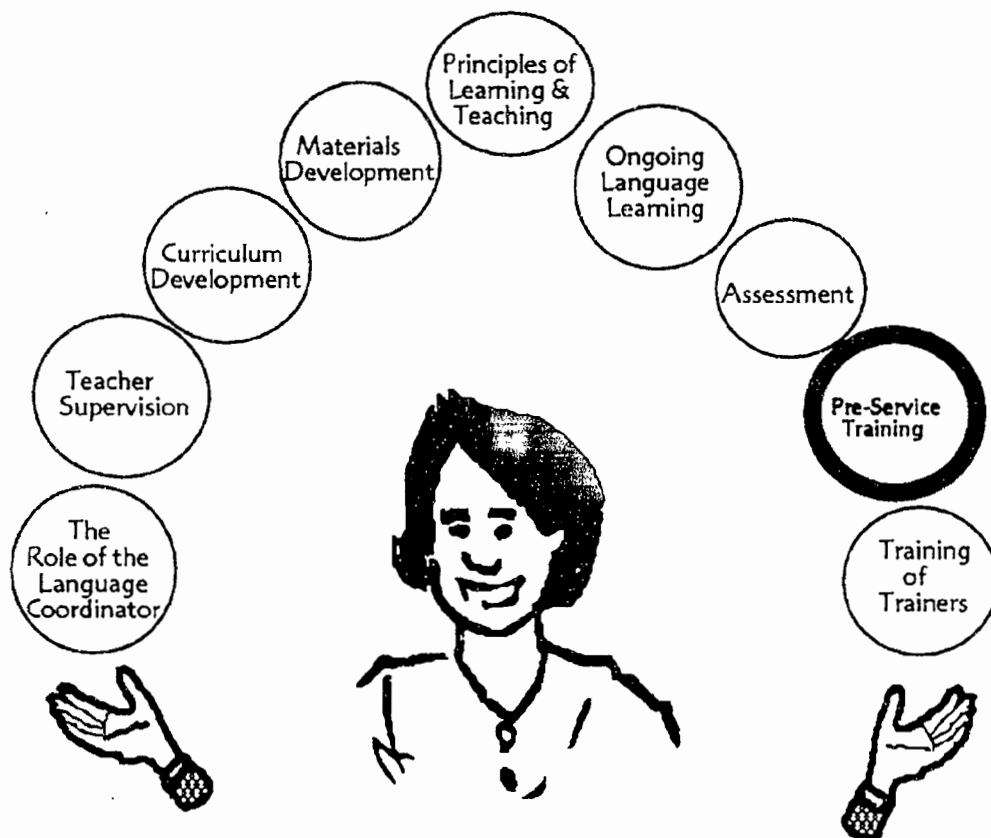 The
Role of the
Language
Coordinator
Teacher
Supervision
Curriculum
Development
Materials
Development
Principles of
Learning &
Teaching
Ongoing
Language
Learning
Assessment
Pre-Service
Training
Training
of
Trainers